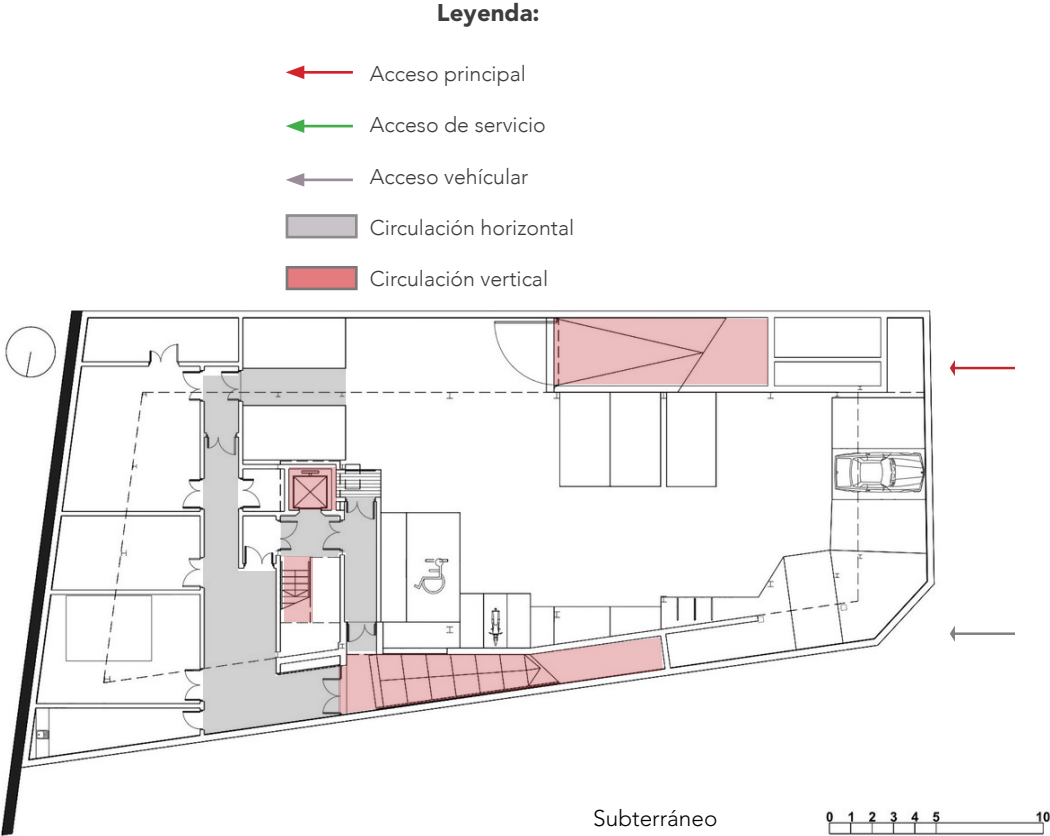 Leyenda:
Acceso principal
Acceso de servicio
Acceso vehícular
Circulación horizontal
Circulación vertical
Subterráneo
0 1 2 3 4 5 10